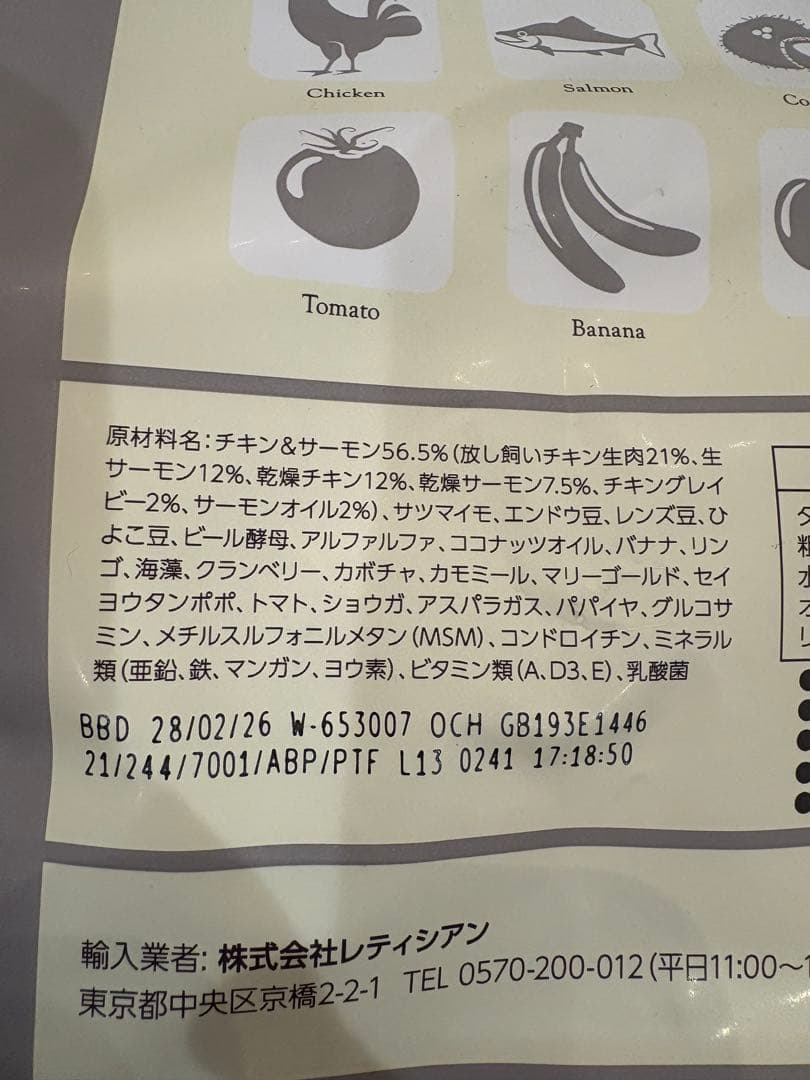 Chicken
Salmon
Co
Tomato
Banana
原材料名：チキン&サーモン56.5%（放し飼いチキン生肉21%、生
サーモン12%、乾燥チキン12%、乾燥サーモン7.5%、チキングレイ
ビー2%、サーモンオイル2%）、サツマイモ、エンドウ豆、レンズ豆、ひ
よこ豆、ビール酵母、アルファルファ、ココナッツオイル、バナナ、リン
ゴ、海藻、クランベリー、カボチャ、カモミール、マリーゴールド、セイ
ヨウタンポポ、トマト、ショウガ、アスパラガス、パパイヤ、グルコサ
ミン、メチルスルフォニルメタン（MSM）、コンドロイチン、ミネラル
類（亜鉛、鉄、マンガン、ヨウ素）、ビタミン類（A、D3、E）、乳酸菌
BBD 28/02/26 W-653007 OCH GB193E1446
21/244/7001/ABP/PTF L13 0241 17:18:50
タ
粗
水
オ
リ
輸入業者: 株式会社レティシアン
東京都中央区京橋2-2-1 TEL 0570-200-012（平日11:00～1